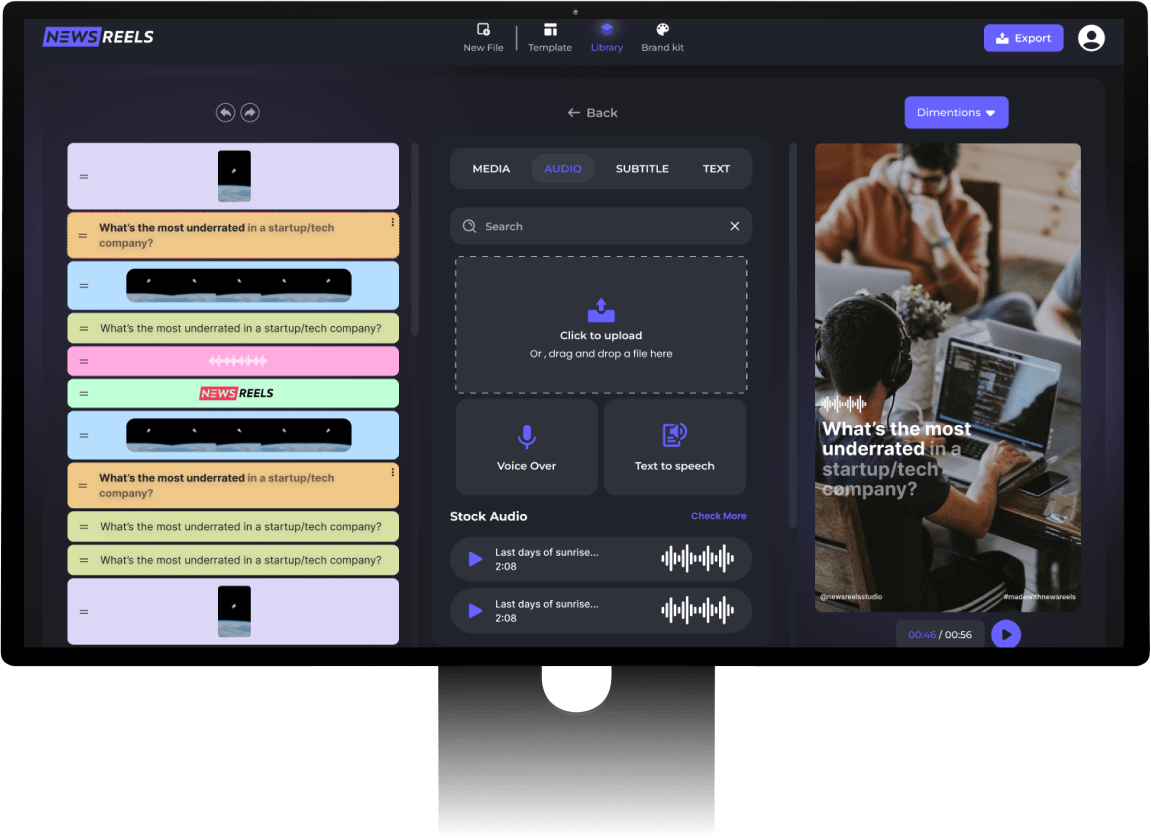 NEWSREELS
New File
Template
Library
Brand kit
Export
Back
Dimentions
What's the most underrated in a startup/tech
company?
What's the most underrated in a startup/tech company?
NEWSREELS
What's the most underrated in a startup/tech
company?
What's the most underrated in a startup/tech company?
What's the most underrated in a startup/tech company?
MEDIA
AUDIO
SUBTITLE
TEXT
Search
Click to upload
Or , drag and drop a file here
Voice Over
Text to speech
Stock Audio
Check More
Last days of sunrise...
2:08
Last days of sunrise...
2:08
What's the most
underrated in a
startup/tech
company?
@newsreelsstudio
#madewithnewsreels
00:46 / 00:56